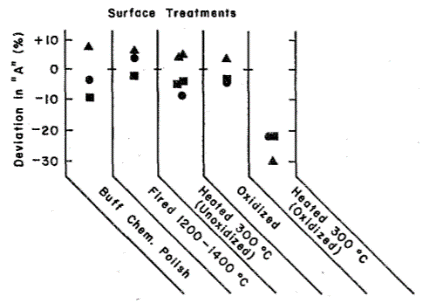 Surface Treatments
Deviation in "A" (%)
+10
0
-10
-20
-30
Buff Chem. Polish
Fired 1200-1400 °C
Heated 300 °C
(Unoxidized)
Oxidized
Heated 300 °C
(Oxidized)